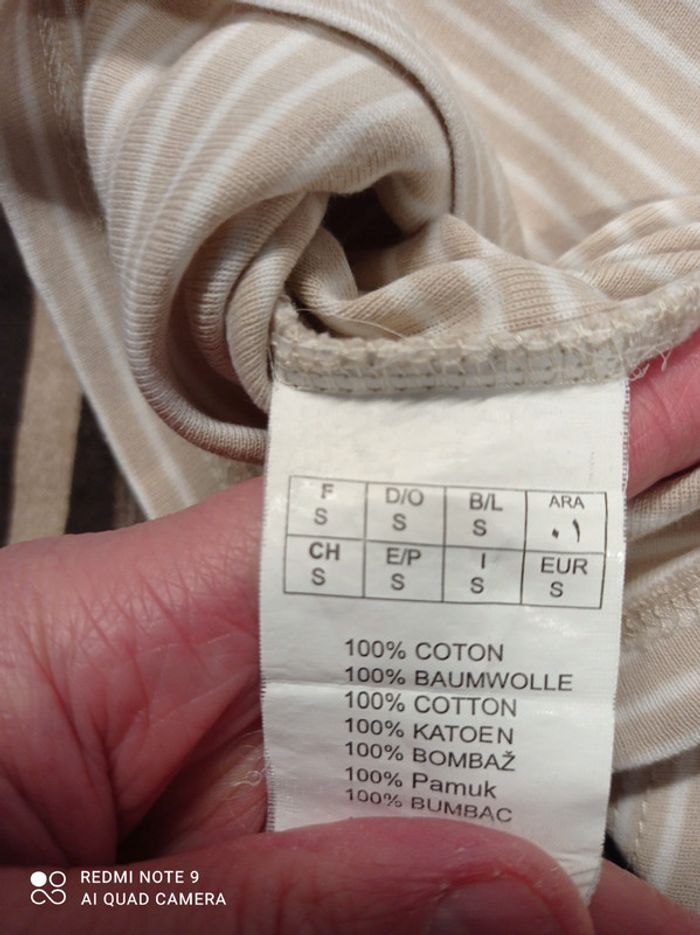 F D/O B/L ARA
S S S ٠١
CH E/P I EUR
S S S S
100% COTON
100% BAUMWOLLE
100% COTTON
100% KATOEN
100% BOMBAŽ
100% Pamuk
100% BUMBAC
REDMI NOTE 9
AI QUAD CAMERA